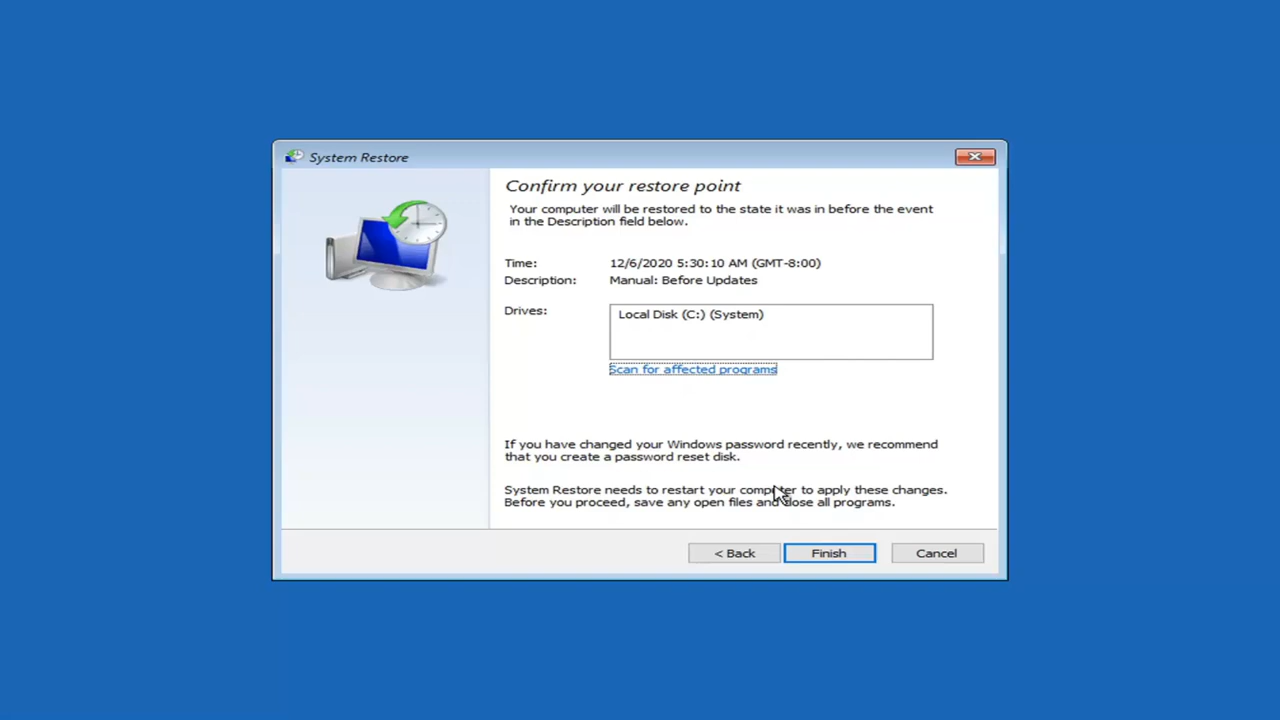 System Restore
Confirm your restore point
Your computer will be restored to the state it was in before the event
in the Description field below.
Time: 12/6/2020 5:30:10 AM (GMT-8:00)
Description: Manual: Before Updates
Drives: Local Disk (C:) (System)
Scan for affected programs
If you have changed your Windows password recently, we recommend
that you create a password reset disk.
System Restore needs to restart your computer to apply these changes.
Before you proceed, save any open files and close all programs.
< Back Finish Cancel